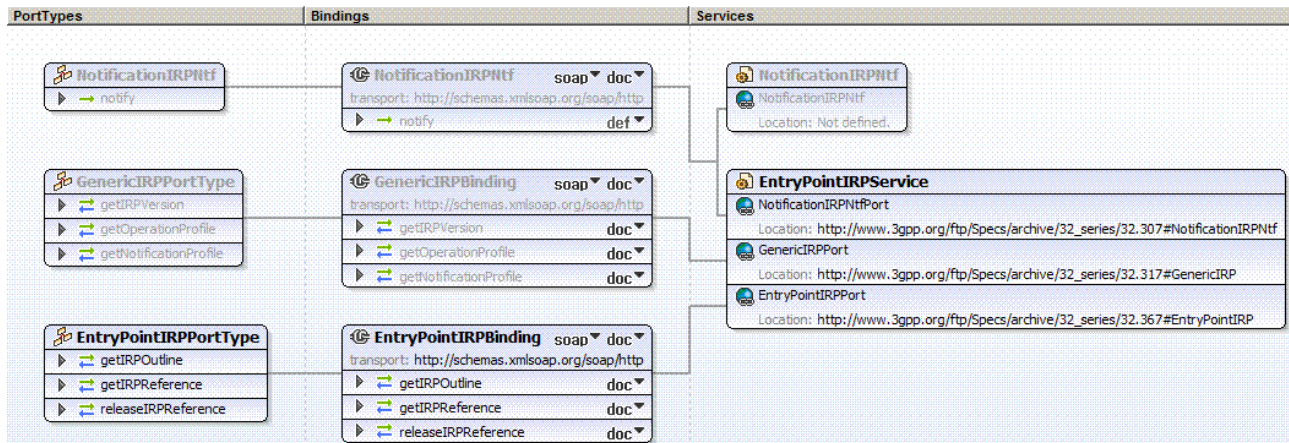 PortTypes
Bindings
Services
NotificationIRPNtf
notify
NotificationIRPNtf soap doc
transport: http://schemas.xmlsoap.org/soap/http
notify def
NotificationIRPNtf
NotificationIRPNtf
Location: Not defined.
GenericIRPPortType
getIRPVersion
getOperationProfile
getNotificationProfile
GenericIRPBinding soap doc
transport: http://schemas.xmlsoap.org/soap/http
getIRPVersion doc
getOperationProfile doc
getNotificationProfile doc
EntryPointIRPService
NotificationIRPNtfPort
Location: http://www.3gpp.org/ftp/Specs/archive/32_series/32.307#NotificationIRPNtf
GenericIRPPort
Location: http://www.3gpp.org/ftp/Specs/archive/32_series/32.317#GenericIRP
EntryPointIRPPort
Location: http://www.3gpp.org/ftp/Specs/archive/32_series/32.367#EntryPointIRP
EntryPointIRPPortType
getIRPOutline
getIRPReference
releaseIRPReference
EntryPointIRPBinding soap doc
transport: http://schemas.xmlsoap.org/soap/http
getIRPOutline doc
getIRPReference doc
releaseIRPReference doc